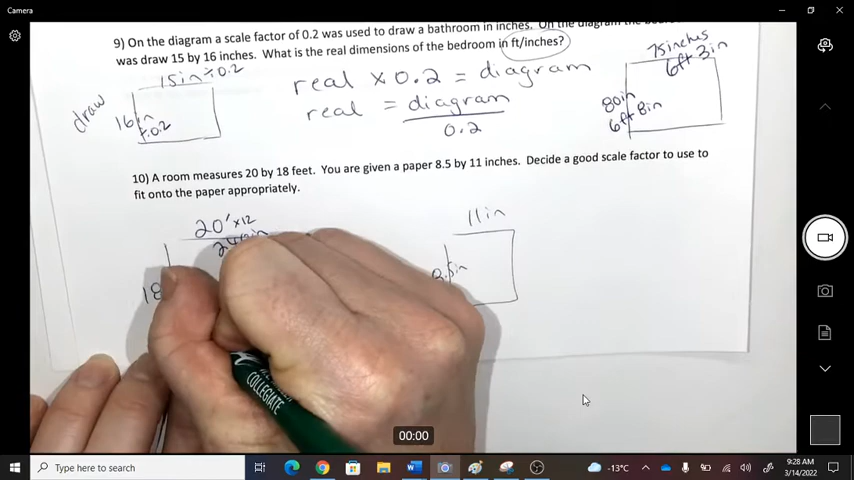 Camera
9) On the diagram a scale factor of 0.2 was used to draw a bathroom in inches. On the diagram the
was draw 15 by 16 inches. What is the real dimensions of the bedroom in ft/inches?
15in ÷0.2
draw
16in
÷0.2
real × 0.2 = diagram
real = diagram
0.2
75inches
6ft 3in
80in
6ft 8in
10) A room measures 20 by 18 feet. You are given a paper 8.5 by 11 inches. Decide a good scale factor to use to
fit onto the paper appropriately.
20' ×12
240in
18
11in
8.5in
COLLEGIATE
00:00
Type here to search
-13°C
9:28 AM
3/14/2022